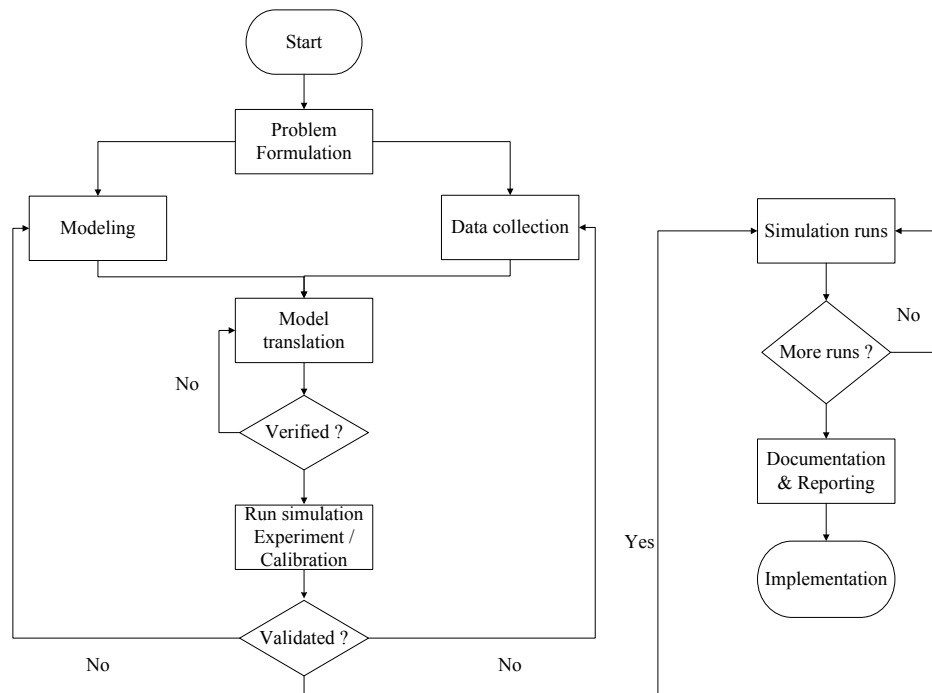 Start
Problem
Formulation
Modeling
Data collection
Model
translation
No
Verified ?
Run simulation
Experiment /
Calibration
Validated ?
No
No
Yes
Simulation runs
No
More runs ?
Documentation
& Reporting
Implementation